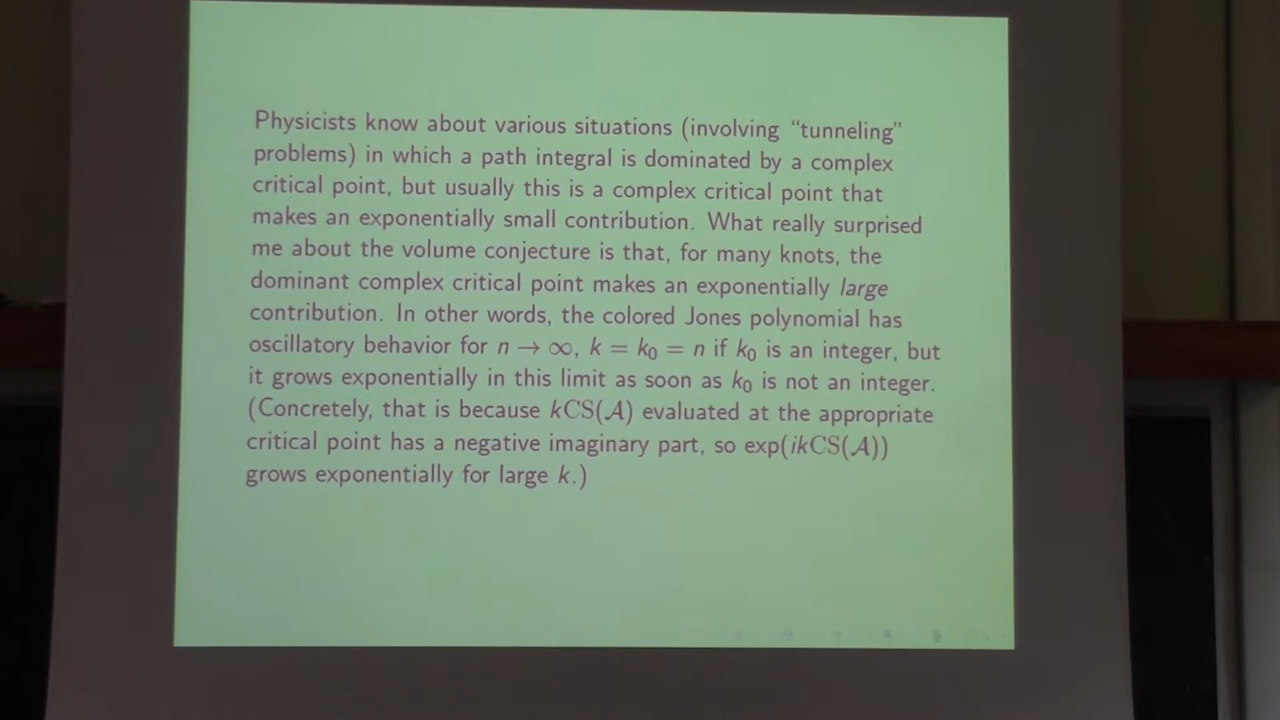 Physicists know about various situations (involving “tunneling”
problems) in which a path integral is dominated by a complex
critical point, but usually this is a complex critical point that
makes an exponentially small contribution. What really surprised
me about the volume conjecture is that, for many knots, the
dominant complex critical point makes an exponentially large
contribution. In other words, the colored Jones polynomial has
oscillatory behavior for n → ∞, k = k₀ = n if k₀ is an integer, but
it grows exponentially in this limit as soon as k₀ is not an integer.
(Concretely, that is because kCS(𝒜) evaluated at the appropriate
critical point has a negative imaginary part, so exp(ikCS(𝒜))
grows exponentially for large k.)